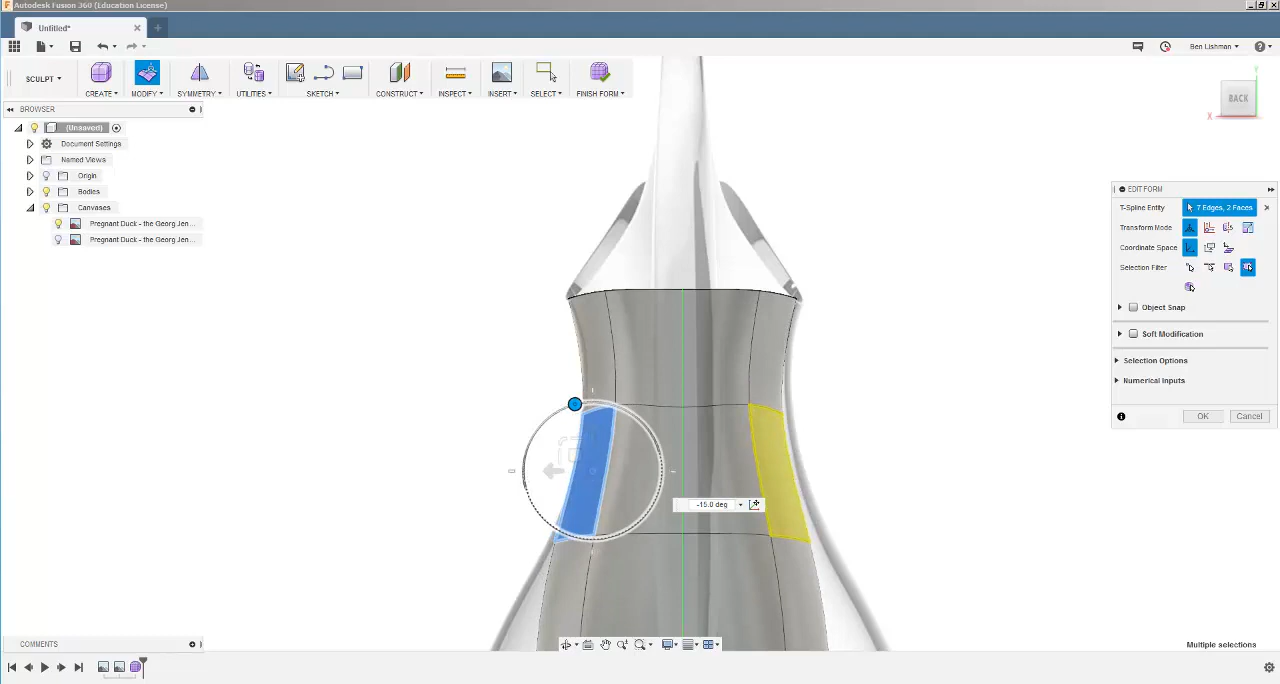 Autodesk Fusion 360 (Education License)
Untitled*
Ben Lishman
SCULPT
CREATE
MODIFY
SYMMETRY
UTILITIES
SKETCH
CONSTRUCT
INSPECT
INSERT
SELECT
FINISH FORM
BROWSER
(Unsaved)
Document Settings
Named Views
Origin
Bodies
Canvases
Pregnant Duck - the Georg Jen...
Pregnant Duck - the Georg Jen...
Y
BACK
X
EDIT FORM
T-Spline Entity
7 Edges, 2 Faces
Transform Mode
Coordinate Space
Selection Filter
Object Snap
Soft Modification
Selection Options
Numerical Inputs
OK
Cancel
-15.0 deg
COMMENTS
Multiple selections